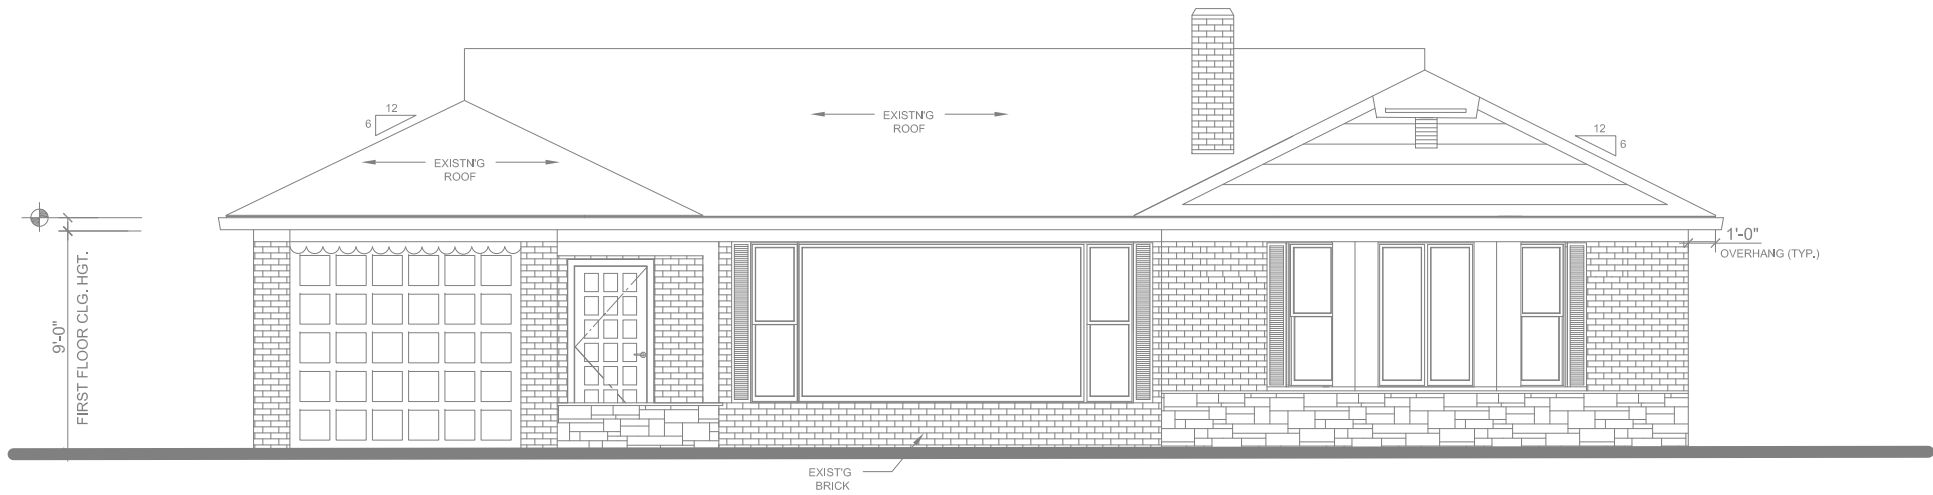 12
6
EXISTN'G
ROOF
EXISTN'G
ROOF
12
6
1'-0"
OVERHANG (TYP.)
9'-0"
FIRST FLOOR CLG. HGT.
EXIST'G
BRICK